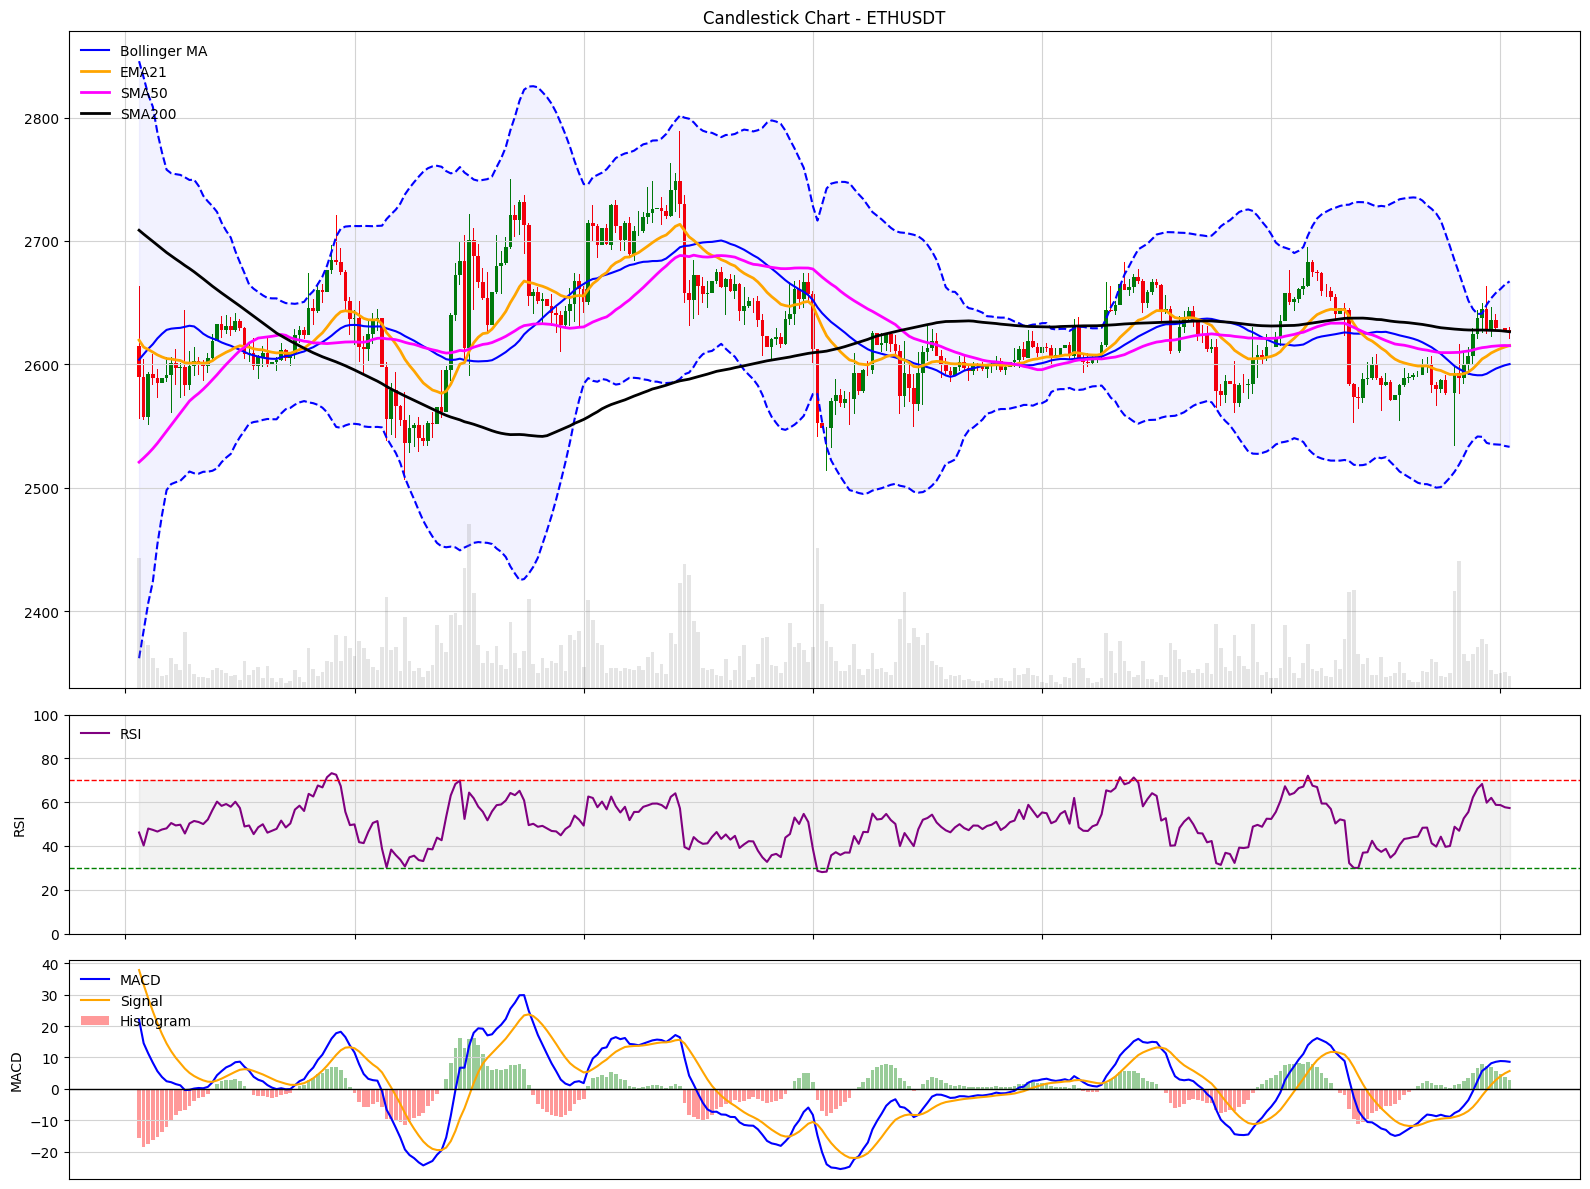 Candlestick Chart - ETHUSDT
Bollinger MA
EMA21
SMA50
SMA200
2800
2700
2600
2500
2400
RSI
100
80
60
40
20
0
RSI
MACD
Signal
Histogram
40
30
20
10
0
−10
−20
MACD